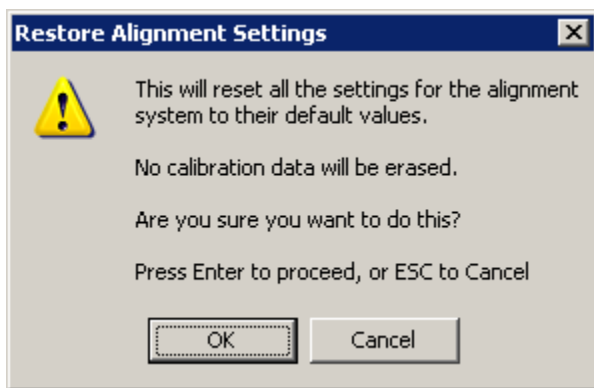 Restore Alignment Settings
This will reset all the settings for the alignment
system to their default values.
No calibration data will be erased.
Are you sure you want to do this?
Press Enter to proceed, or ESC to Cancel
OK
Cancel